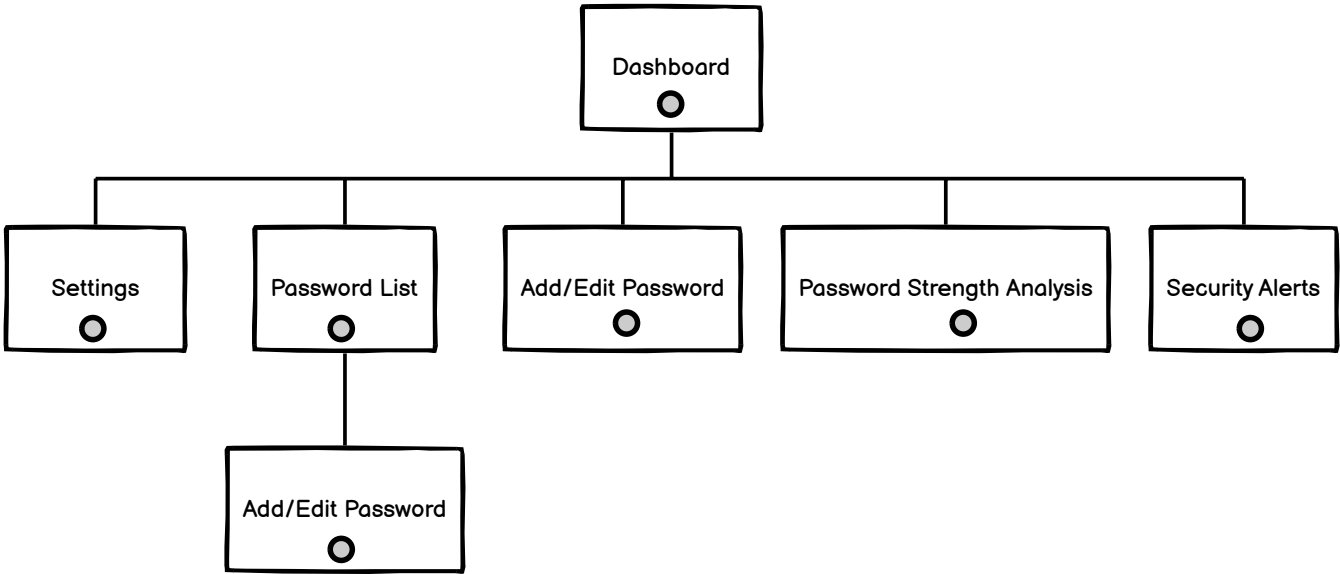 Dashboard
Settings
Password List
Add/Edit Password
Password Strength Analysis
Security Alerts
Add/Edit Password